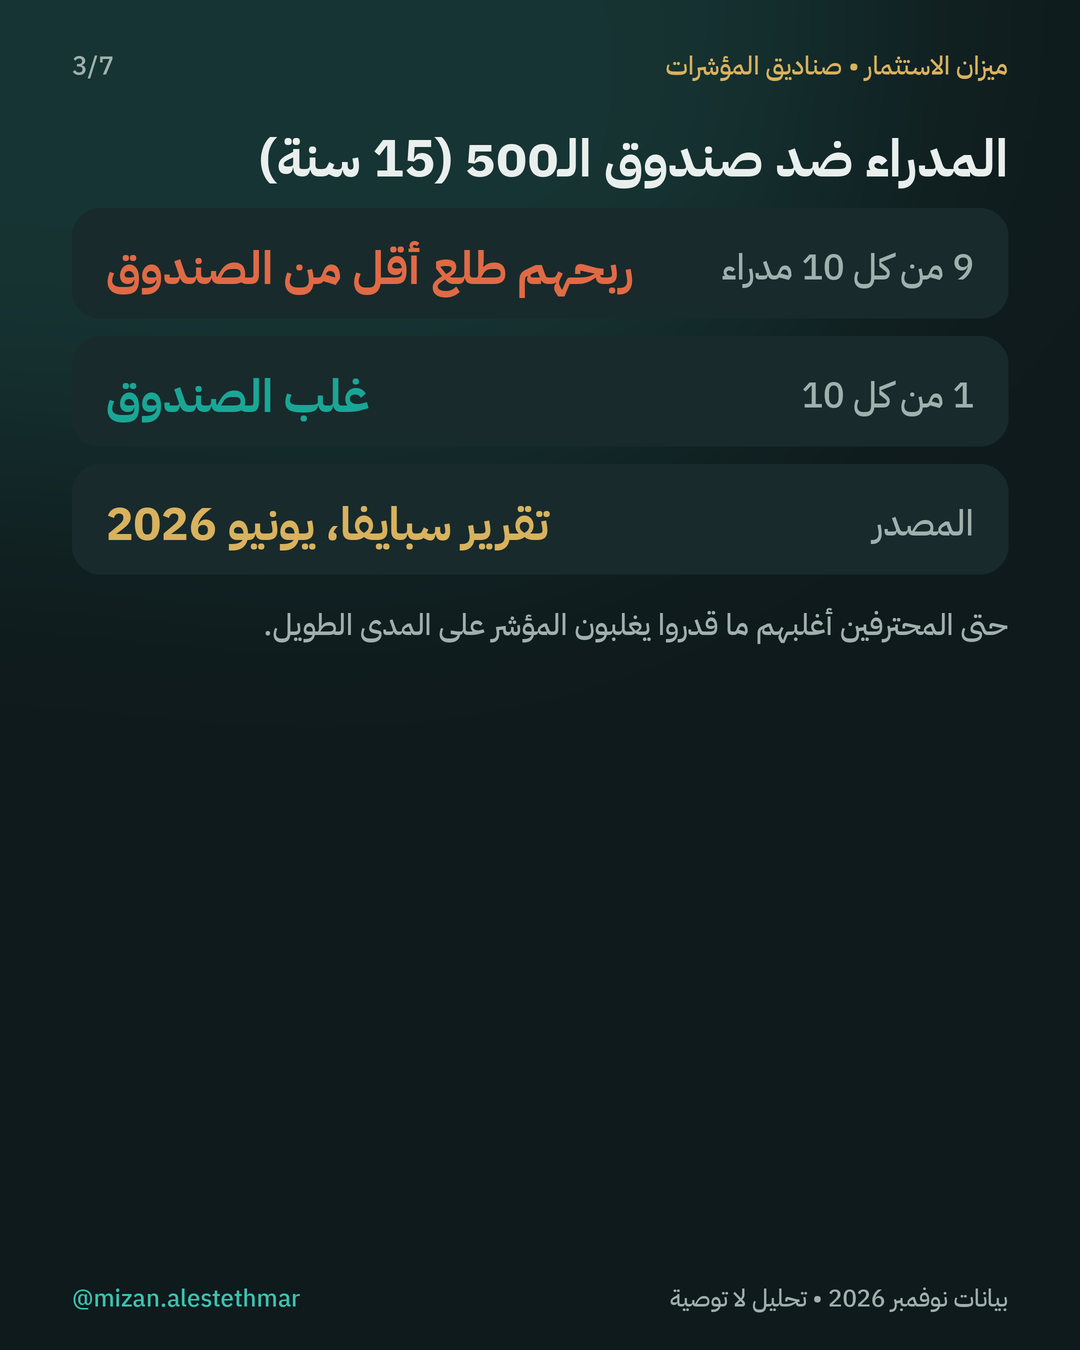 ميزان الاستثمار • صناديق المؤشرات
3/7
المدراء ضد صندوق الـ500 (15 سنة)
9 من كل 10 مدراء
ربحهم طلع أقل من الصندوق
1 من كل 10
غلب الصندوق
المصدر
تقرير سبايفا، يونيو 2026
حتى المحترفين أغلبهم ما قدروا يغلبون المؤشر على المدى الطويل.
بيانات نوفمبر 2026 • تحليل لا توصية
@mizan.alestethmar